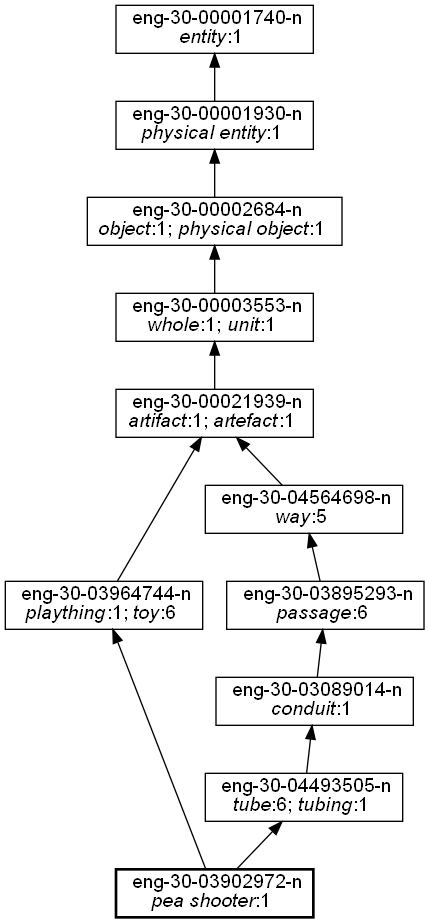 eng-30-00001740-n
entity:1
eng-30-00001930-n
physical entity:1
eng-30-00002684-n
object:1; physical object:1
eng-30-00003553-n
whole:1; unit:1
eng-30-00021939-n
artifact:1; artefact:1
eng-30-04564698-n
way:5
eng-30-03964744-n
plaything:1; toy:6
eng-30-03895293-n
passage:6
eng-30-03089014-n
conduit:1
eng-30-04493505-n
tube:6; tubing:1
eng-30-03902972-n
pea shooter:1